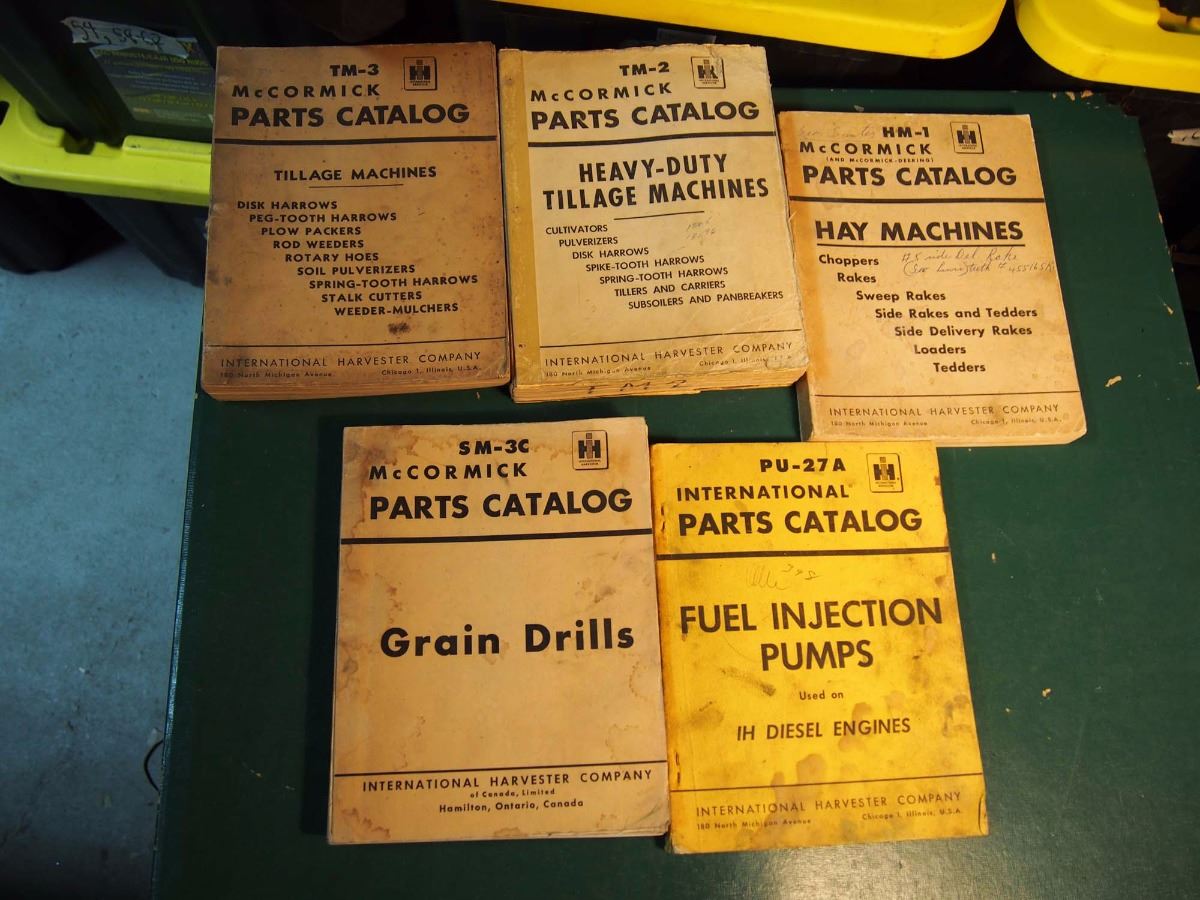 TM-3
McCORMICK
PARTS CATALOG
TILLAGE MACHINES
DISK HARROWS
PEG-TOOTH HARROWS
PLOW PACKERS
ROD WEEDERS
ROTARY HOES
SOIL PULVERIZERS
SPRING-TOOTH HARROWS
STALK CUTTERS
WEEDER-MULCHERS
INTERNATIONAL HARVESTER COMPANY
180 North Michigan Avenue Chicago 1, Illinois, U.S.A.
TM-2
McCORMICK
PARTS CATALOG
HEAVY-DUTY
TILLAGE MACHINES
CULTIVATORS
PULVERIZERS
DISK HARROWS
SPIKE-TOOTH HARROWS
SPRING-TOOTH HARROWS
TILLERS AND CARRIERS
SUBSOILERS AND PANBREAKERS
INTERNATIONAL HARVESTER COMPANY
180 North Michigan Avenue Chicago 1, Illinois, U.S.A.
TM2
HM-1
McCORMICK
(AND McCORMICK-DEERING)
PARTS CATALOG
HAY MACHINES
Choppers
Rakes
Sweep Rakes
Side Rakes and Tedders
Side Delivery Rakes
Loaders
Tedders
INTERNATIONAL HARVESTER COMPANY
180 North Michigan Avenue Chicago 1, Illinois, U.S.A.
SM-3C
McCORMICK
PARTS CATALOG
Grain Drills
INTERNATIONAL HARVESTER COMPANY
of Canada, Limited
Hamilton, Ontario, Canada
PU-27A
INTERNATIONAL
PARTS CATALOG
FUEL INJECTION
PUMPS
Used on
IH DIESEL ENGINES
INTERNATIONAL HARVESTER COMPANY
180 North Michigan Avenue Chicago 1, Illinois, U.S.A.